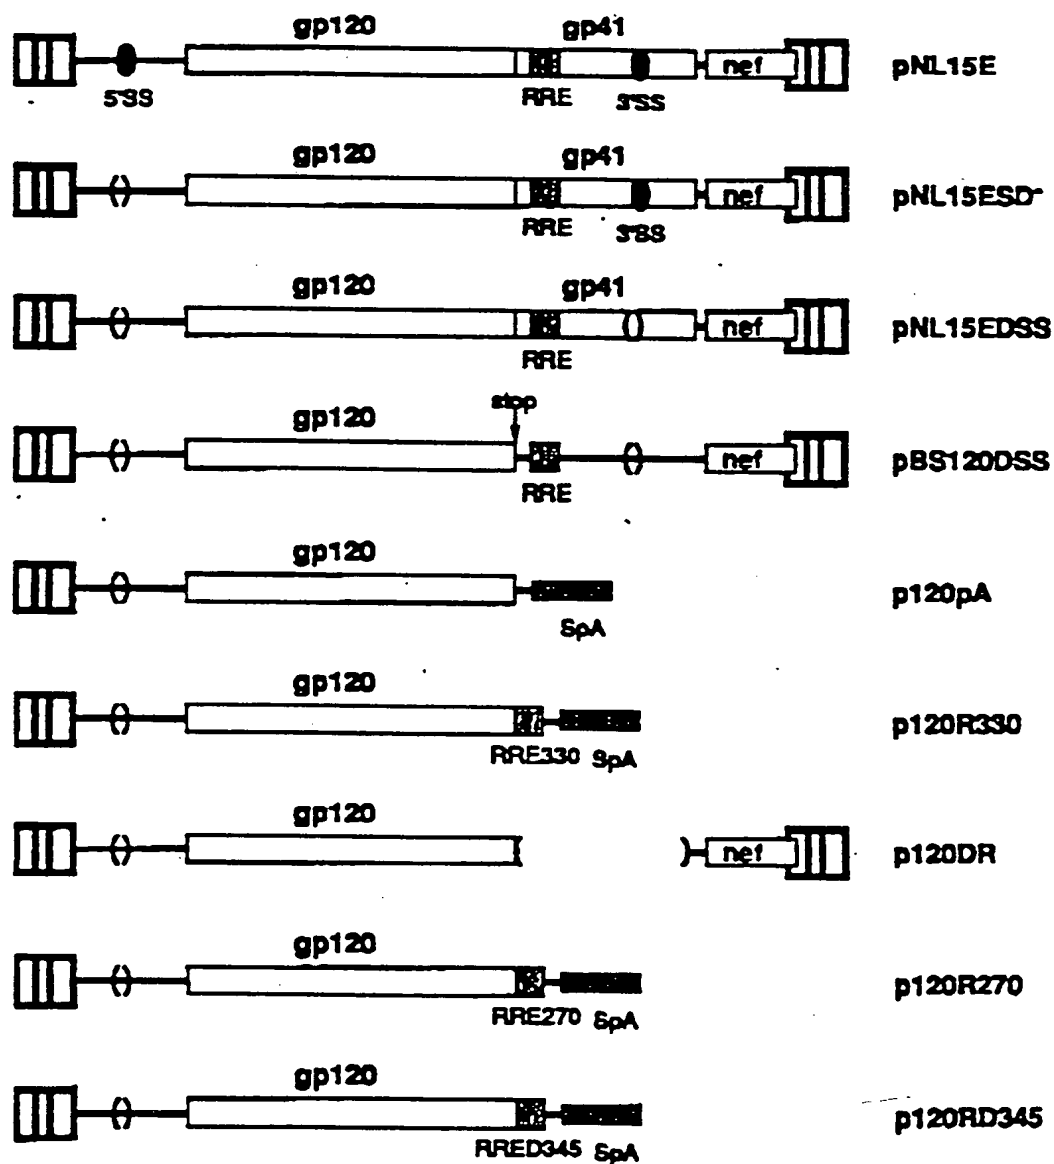 gp120 gp41
nef pNL15E
5'SS RRE 3'SS
gp120 gp41
nef pNL15ESD-
RRE 3'SS
gp120 gp41
nef pNL15EDSS
RRE
gp120 stop
nef pBS120DSS
RRE
gp120
p120pA
SpA
gp120
p120R330
RRE330 SpA
gp120
nef p120DR
gp120
p120R270
RRE270 SpA
gp120
p120RD345
RRED345 SpA